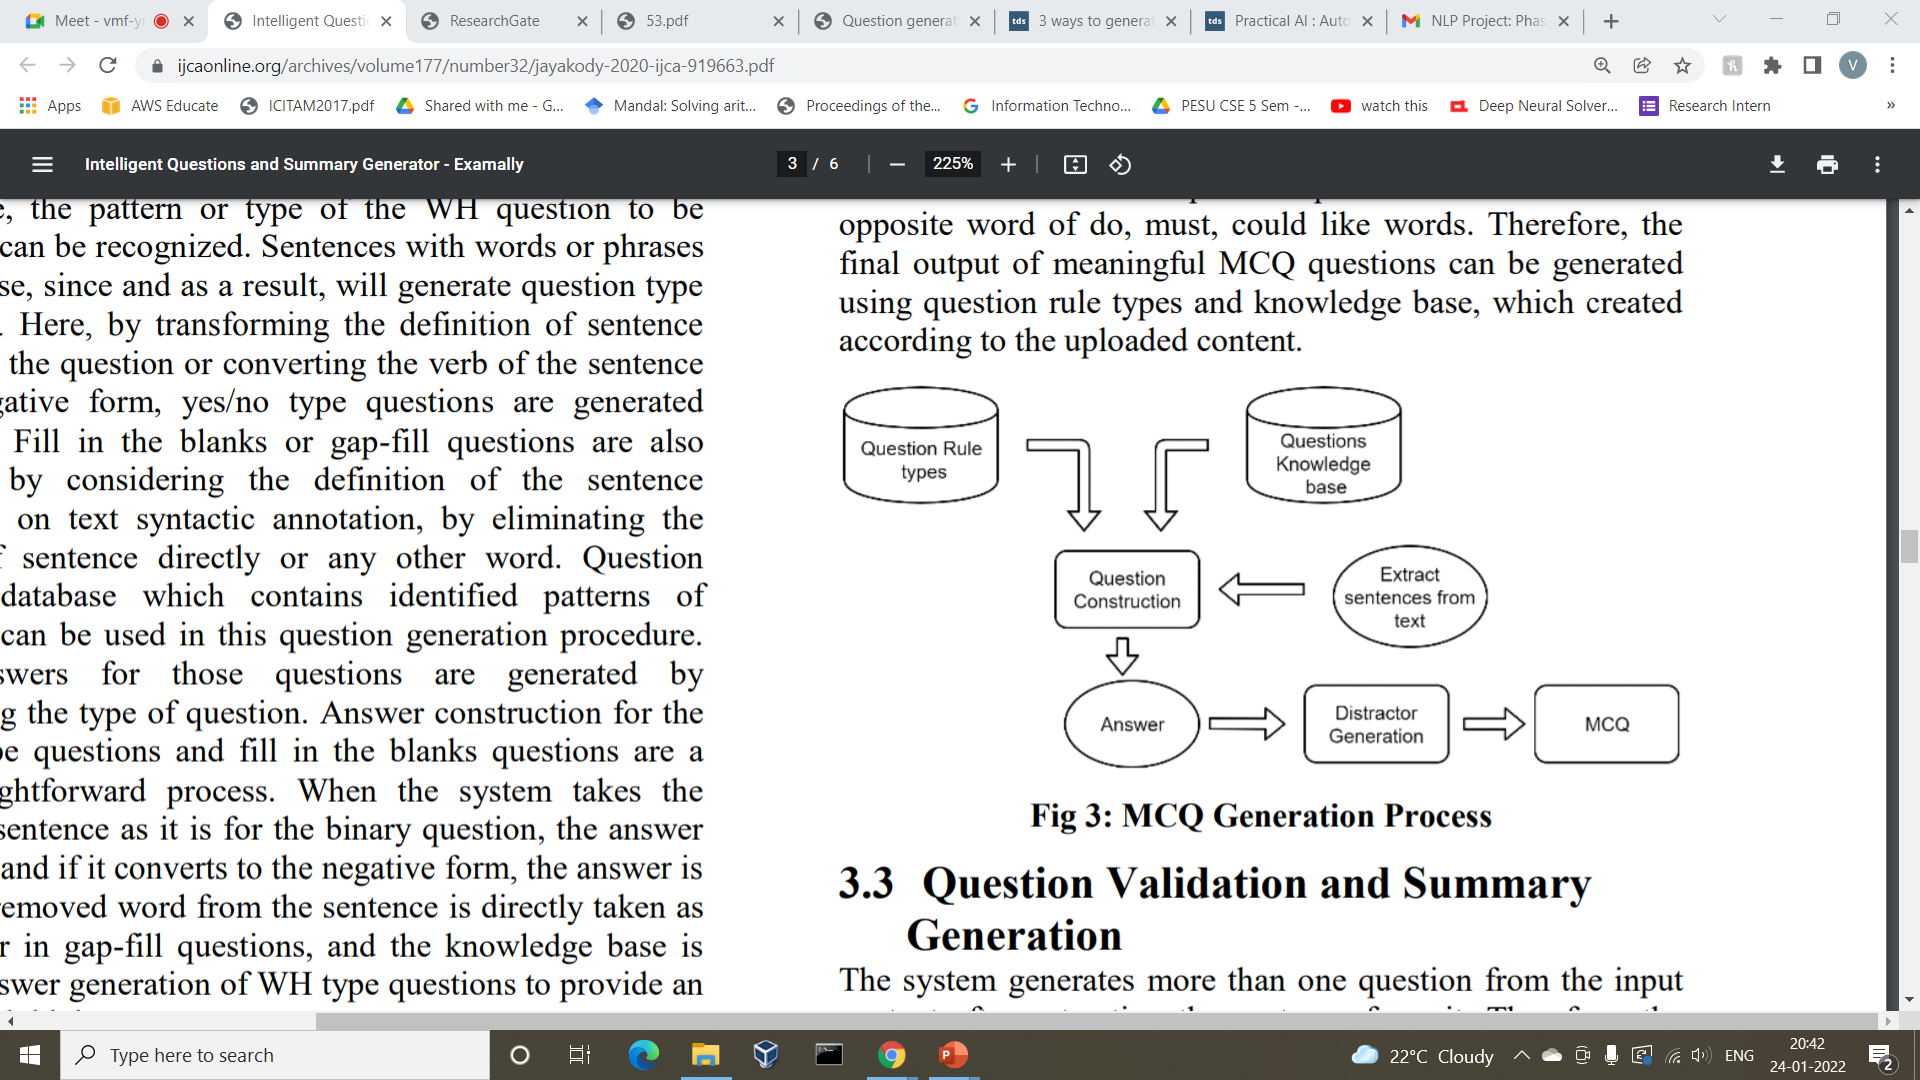 Meet - vmf-y
Intelligent Questi
ResearchGate
53.pdf
Question generat
tds 3 ways to generat
tds Practical AI : Auto
NLP Project: Phas
ijcaonline.org/archives/volume177/number32/jayakody-2020-ijca-919663.pdf
V
Apps
AWS Educate
ICITAM2017.pdf
Shared with me - G...
Mandal: Solving arit...
Proceedings of the...
Information Techno...
PESU CSE 5 Sem -...
watch this
Deep Neural Solver...
Research Intern
»
Intelligent Questions and Summary Generator - Examally
3 / 6
225%
, the pattern or type of the WH question to be
can be recognized. Sentences with words or phrases
se, since and as a result, will generate question type
. Here, by transforming the definition of sentence
the question or converting the verb of the sentence
gative form, yes/no type questions are generated
Fill in the blanks or gap-fill questions are also
by considering the definition of the sentence
on text syntactic annotation, by eliminating the
f sentence directly or any other word. Question
database which contains identified patterns of
can be used in this question generation procedure.
swers for those questions are generated by
g the type of question. Answer construction for the
pe questions and fill in the blanks questions are a
ghtforward process. When the system takes the
sentence as it is for the binary question, the answer
and if it converts to the negative form, the answer is
emoved word from the sentence is directly taken as
r in gap-fill questions, and the knowledge base is
swer generation of WH type questions to provide an
opposite word of do, must, could like words. Therefore, the
final output of meaningful MCQ questions can be generated
using question rule types and knowledge base, which created
according to the uploaded content.
Question Rule
types
Questions
Knowledge
base
Question
Construction
Extract
sentences from
text
Answer
Distractor
Generation
MCQ
Fig 3: MCQ Generation Process
3.3 Question Validation and Summary
Generation
The system generates more than one question from the input
Type here to search
22°C Cloudy
ENG
20:42
24-01-2022
2